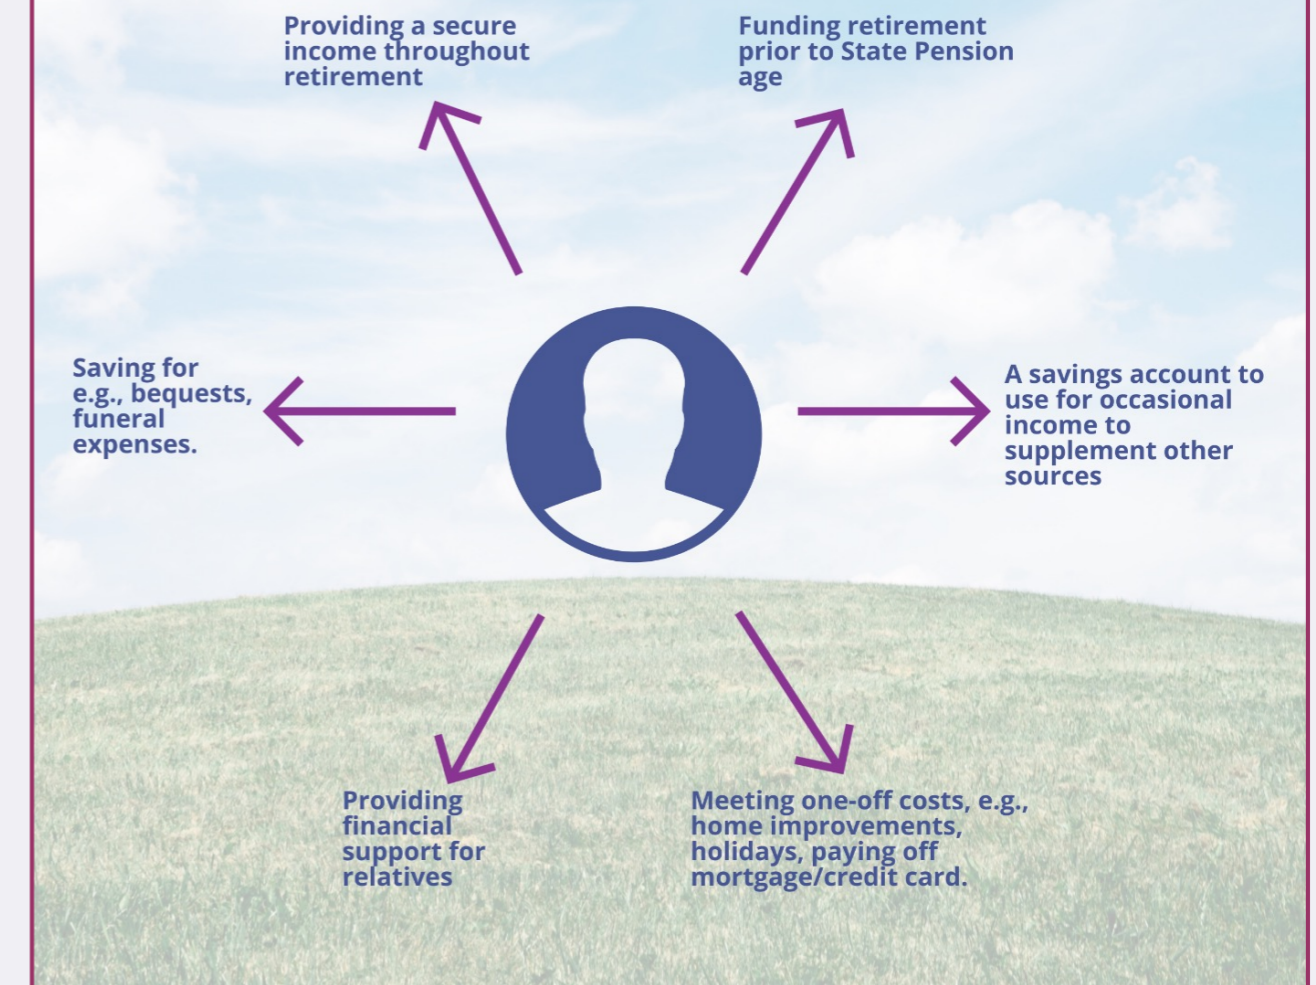 Providing a secure
income throughout
retirement
Funding retirement
prior to State Pension
age
Saving for
e.g., bequests,
funeral
expenses.
A savings account to
use for occasional
income to
supplement other
sources
Providing
financial
support for
relatives
Meeting one-off costs, e.g.,
home improvements,
holidays, paying off
mortgage/credit card.